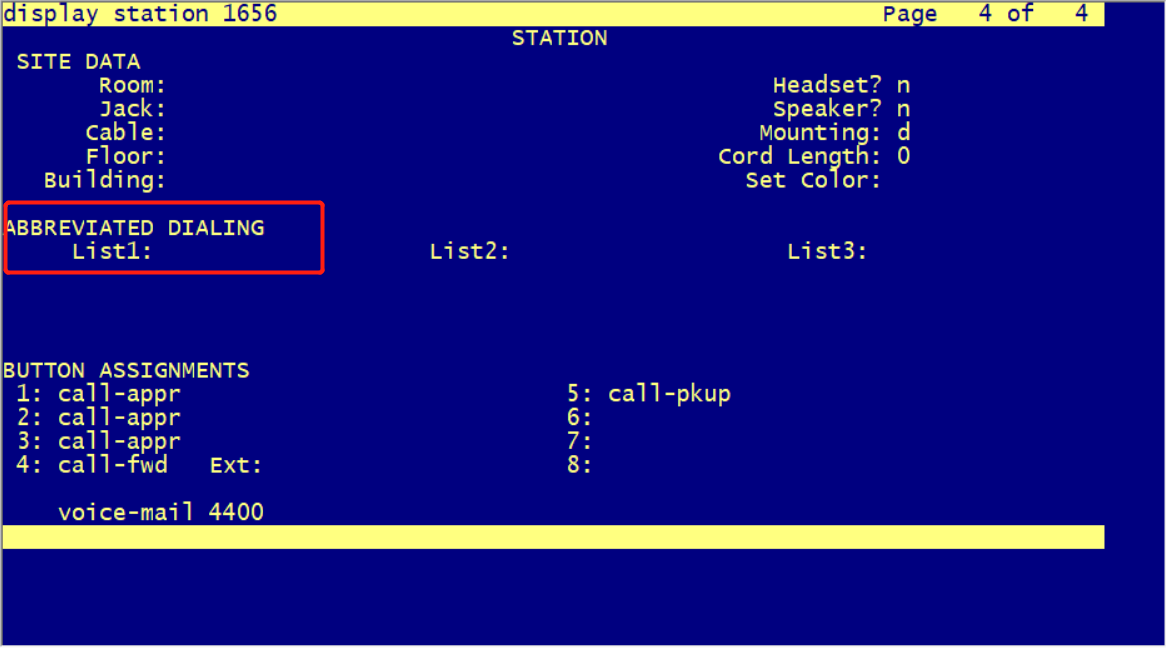 display station 1656 Page 4 of 4
STATION
SITE DATA
Room: Headset? n
Jack: Speaker? n
Cable: Mounting: d
Floor: Cord Length: 0
Building: Set Color:
ABBREVIATED DIALING
List1: List2: List3:
BUTTON ASSIGNMENTS
1: call-appr 5: call-pkup
2: call-appr 6:
3: call-appr 7:
4: call-fwd Ext: 8:
voice-mail 4400